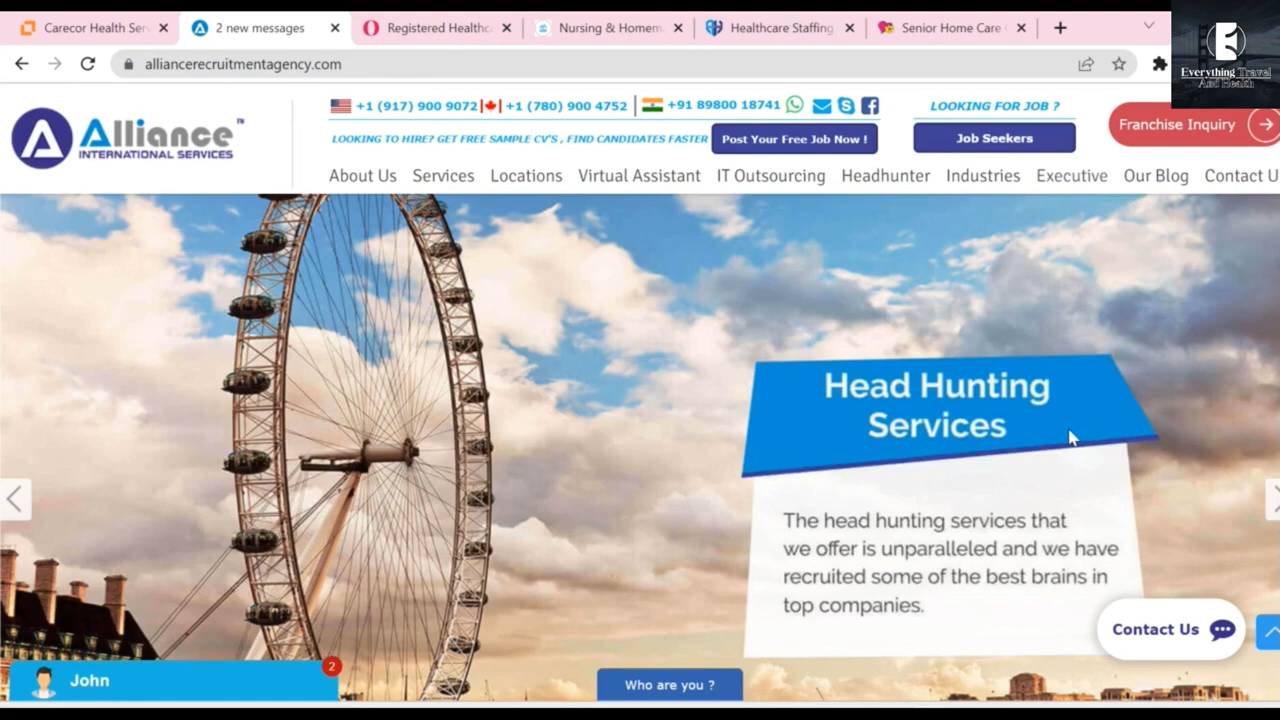 Carecor Health Ser
2 new messages
Registered Healthc
Nursing & Homem
Healthcare Staffing
Senior Home Care
alliancerecruitmentagency.com
Everything Travel
And Health
Alliance™
INTERNATIONAL SERVICES
+1 (917) 900 9072 +1 (780) 900 4752 +91 89800 18741
LOOKING FOR JOB ?
LOOKING TO HIRE? GET FREE SAMPLE CV'S , FIND CANDIDATES FASTER
Post Your Free Job Now !
Job Seekers
Franchise Inquiry
About Us Services Locations Virtual Assistant IT Outsourcing Headhunter Industries Executive Our Blog Contact U
Head Hunting
Services
The head hunting services that
we offer is unparalleled and we have
recruited some of the best brains in
top companies.
Contact Us
John
2
Who are you ?